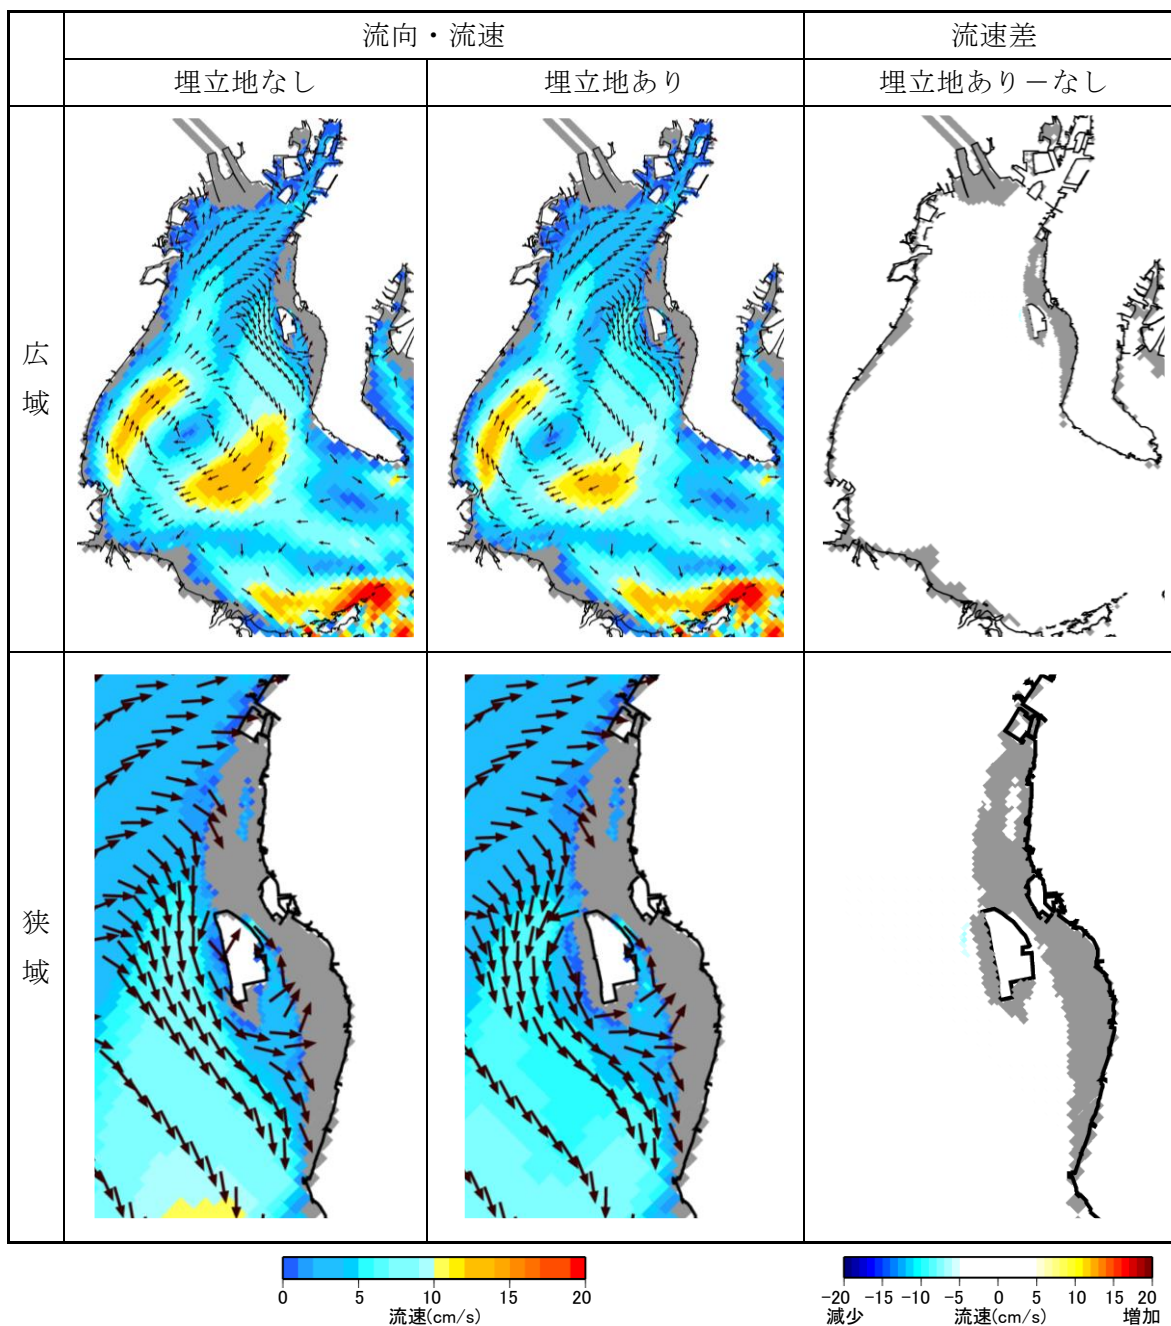 流向・流速 流速差
埋立地なし 埋立地あり 埋立地あり－なし
広域
狭域
0 5 10 15 20
流速(cm/s)
-20 -15 -10 -5 0 5 10 15 20
減少 流速(cm/s) 増加